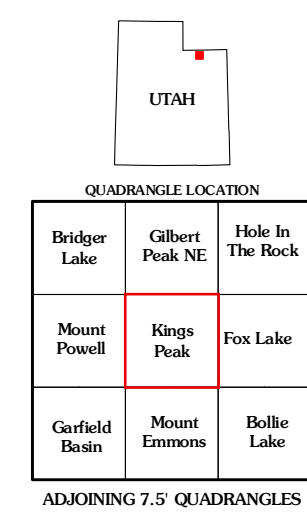 UTAH
QUADRANGLE LOCATION
Bridger
Lake
Gilbert
Peak NE
Hole In
The Rock
Mount
Powell
Kings
Peak
Fox Lake
Garfield
Basin
Mount
Emmons
Bollie
Lake
ADJOINING 7.5' QUADRANGLES